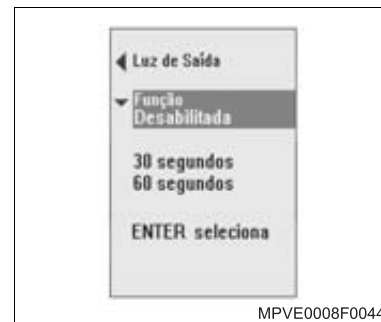 Luz de Saída
Função
Desabilitada
30 segundos
60 segundos
ENTER seleciona
MPVE0008F0044